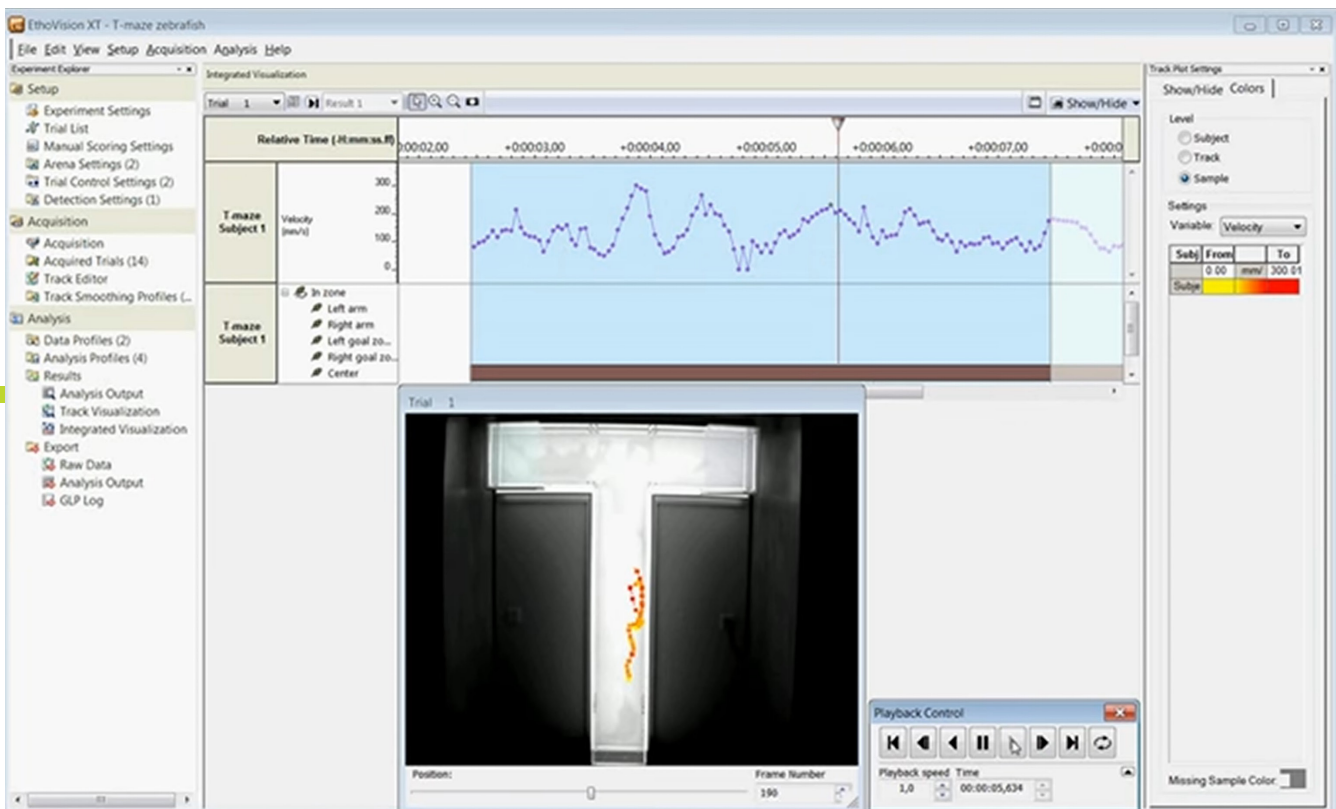 EthoVision XT - T-maze zebrafish
File Edit View Setup Acquisition Analysis Help
Experiment Explorer
Setup
Experiment Settings
Trial List
Manual Scoring Settings
Arena Settings (2)
Trial Control Settings (2)
Detection Settings (1)
Acquisition
Acquisition
Acquired Trials (14)
Track Editor
Track Smoothing Profiles (...
Analysis
Data Profiles (2)
Analysis Profiles (4)
Results
Analysis Output
Track Visualization
Integrated Visualization
Export
Raw Data
Analysis Output
GLP Log
Integrated Visualization
Trial 1 Result 1 Show/Hide
Relative Time (-H:mm:ss.ff) 0:00:02,00 +0:00:03,00 +0:00:04,00 +0:00:05,00 +0:00:06,00 +0:00:07,00 +0:00:0
T-maze
Subject 1
Velocity
(mm/s)
300
200
100
0
T-maze
Subject 1
In zone
Left arm
Right arm
Left goal zo...
Right goal zo...
Center
Trial 1
Position:
Frame Number
190
Playback Control
Playback speed Time
1,0 00:00:05,634
Track Plot Settings
Show/Hide Colors
Level
Subject
Track
Sample
Settings
Variable: Velocity
Subj From To
0.00 mm/ 300.01
Subje
Missing Sample Color: